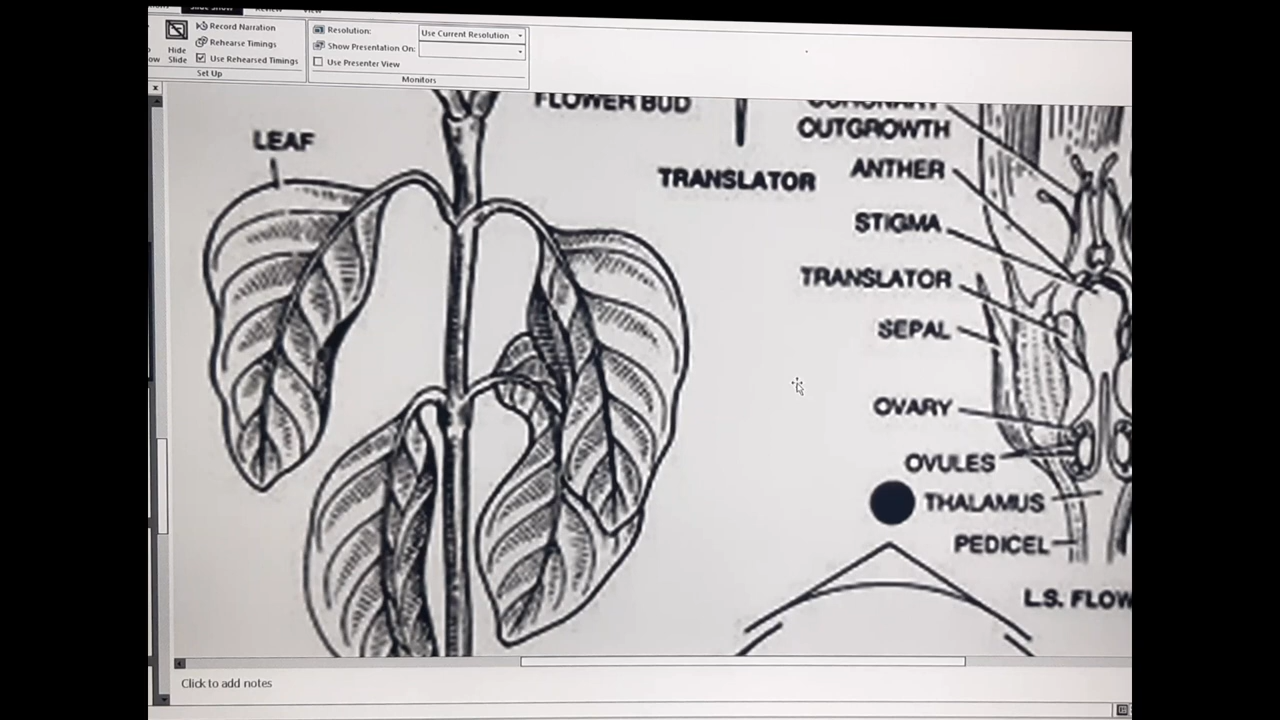 Record Narration
Rehearse Timings
Use Rehearsed Timings
Hide
Slide
Set Up
Resolution:
Use Current Resolution
Show Presentation On:
Use Presenter View
Monitors
FLOWER BUD
LEAF
TRANSLATOR
CORONARY
OUTGROWTH
ANTHER
STIGMA
TRANSLATOR
SEPAL
OVARY
OVULES
THALAMUS
PEDICEL
L.S. FLOW
Click to add notes